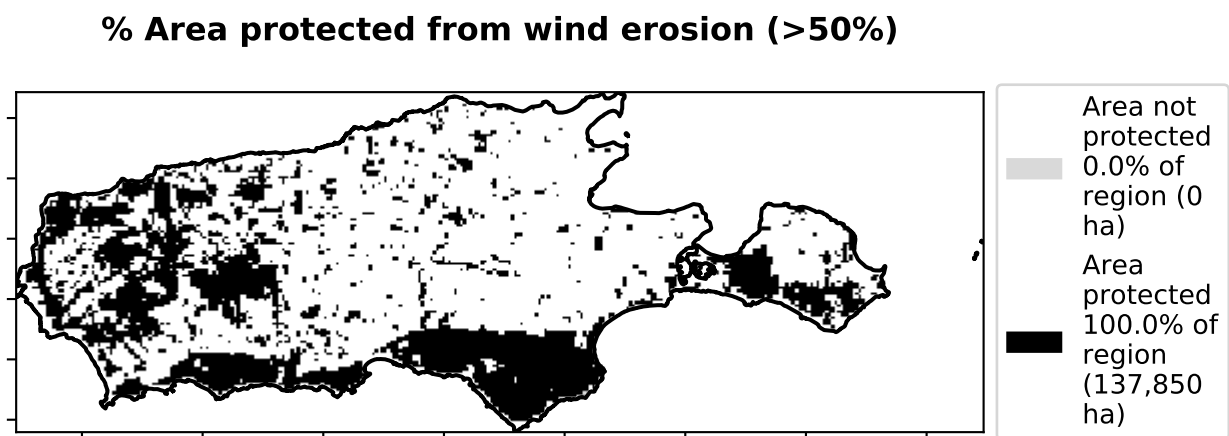 % Area protected from wind erosion (>50%)
Area not
protected
0.0% of
region (0
ha)
Area
protected
100.0% of
region
(137,850
ha)